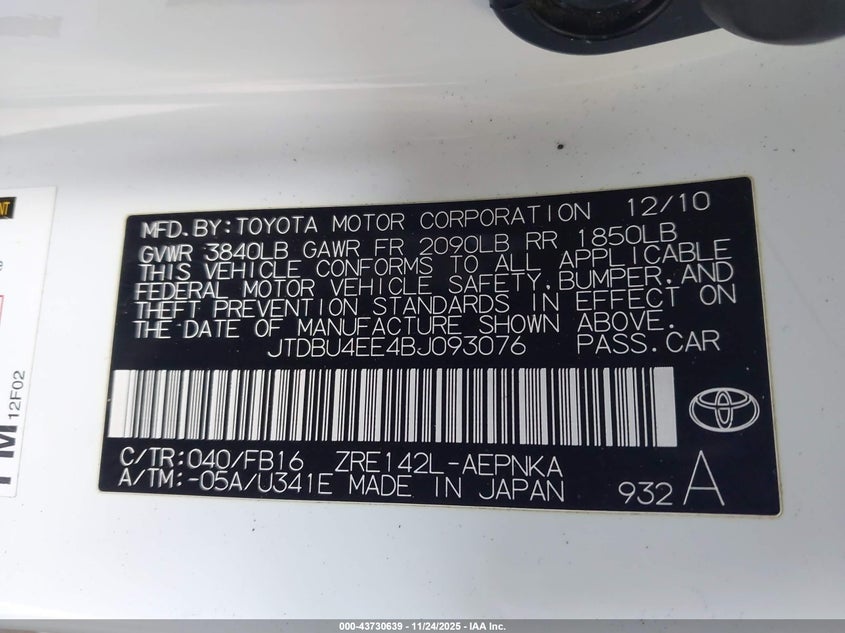 MFD.BY:TOYOTA MOTOR CORPORATION 12/10
GVWR 3840LB GAWR FR 2090LB RR 1850LB
THIS VEHICLE CONFORMS TO ALL APPLICABLE
FEDERAL MOTOR VEHICLE SAFETY,BUMPER,AND
THEFT PREVENTION STANDARDS IN EFFECT ON
THE DATE OF MANUFACTURE SHOWN ABOVE.
JTDBU4EE4BJ093076 PASS.CAR
C/TR:040/FB16 ZRE142L-AEPNKA
A/TM:-05A/U341E MADE IN JAPAN 932 A
12F02
000-43730639 - 11/24/2025 - IAA Inc.